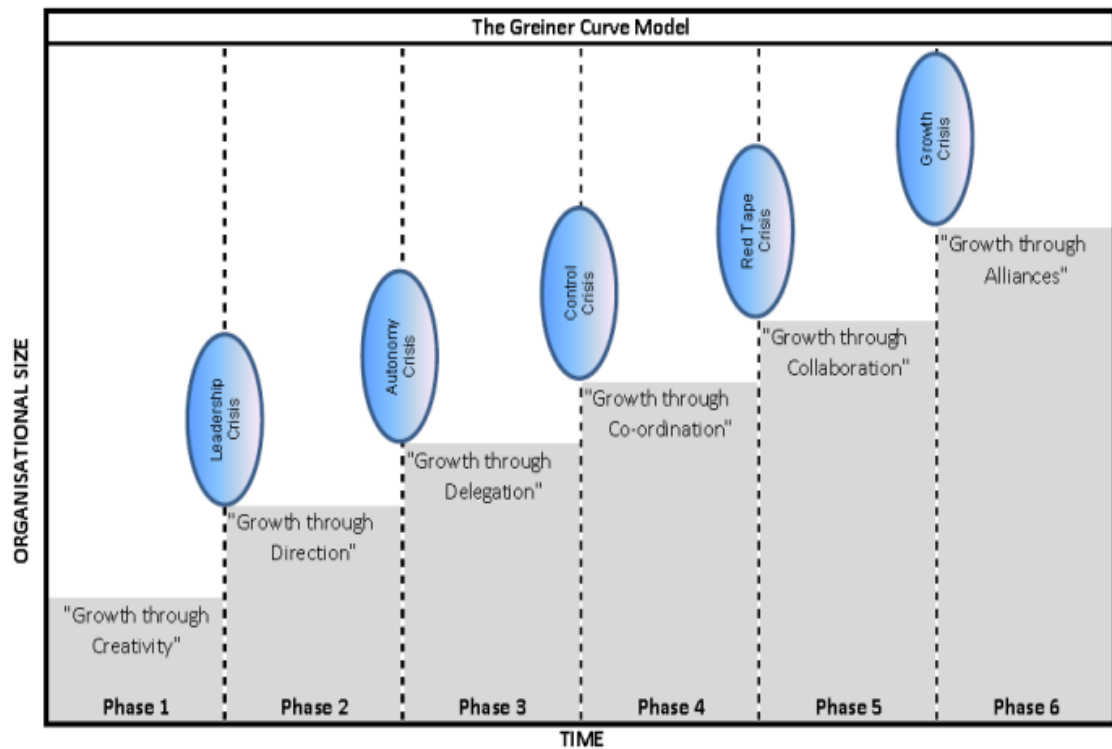 The Greiner Curve Model
ORGANISATIONAL SIZE
Leadership
Crisis
Autonomy
Crisis
Control
Crisis
Red Tape
Crisis
Growth
Crisis
"Growth through
Creativity"
"Growth through
Direction"
"Growth through
Delegation"
"Growth through
Co-ordination"
"Growth through
Collaboration"
"Growth through
Alliances"
Phase 1
Phase 2
Phase 3
Phase 4
Phase 5
Phase 6
TIME